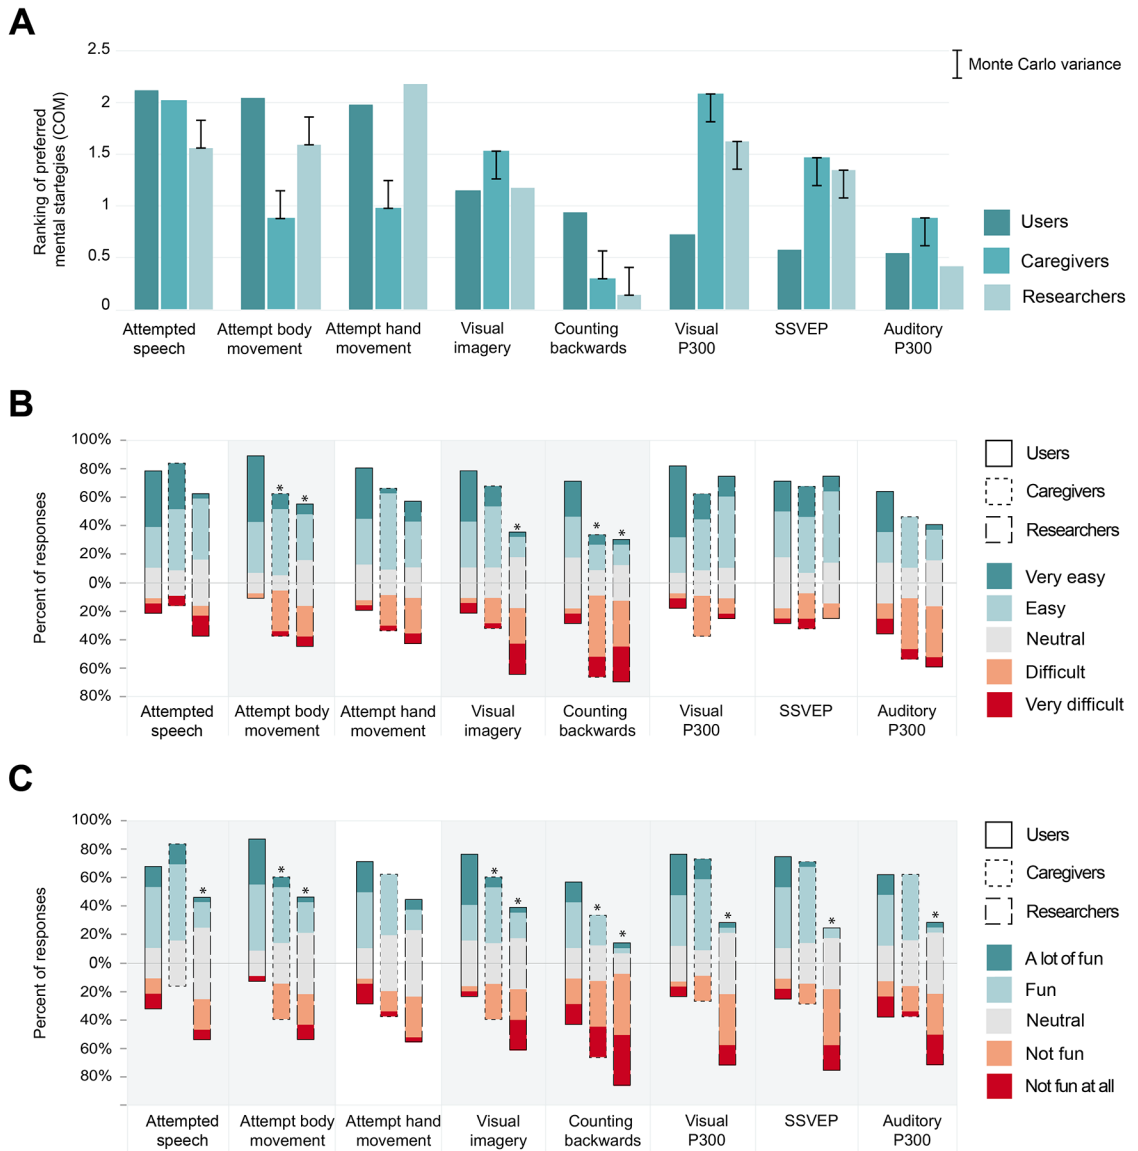 A
Ranking of preferred
mental startegies (COM)
2.5
2
1.5
1
0.5
0
Monte Carlo variance
Users
Caregivers
Researchers
Attempted
speech
Attempt body
movement
Attempt hand
movement
Visual
imagery
Counting
backwards
Visual
P300
SSVEP
Auditory
P300
B
Percent of responses
100%
80%
60%
40%
20%
0%
20%
40%
60%
80%
*
*
*
*
*
Users
Caregivers
Researchers
Very easy
Easy
Neutral
Difficult
Very difficult
Attempted
speech
Attempt body
movement
Attempt hand
movement
Visual
imagery
Counting
backwards
Visual
P300
SSVEP
Auditory
P300
C
Percent of responses
100%
80%
60%
40%
20%
0%
20%
40%
60%
80%
*
*
*
*
*
*
*
*
*
*
Users
Caregivers
Researchers
A lot of fun
Fun
Neutral
Not fun
Not fun at all
Attempted
speech
Attempt body
movement
Attempt hand
movement
Visual
imagery
Counting
backwards
Visual
P300
SSVEP
Auditory
P300